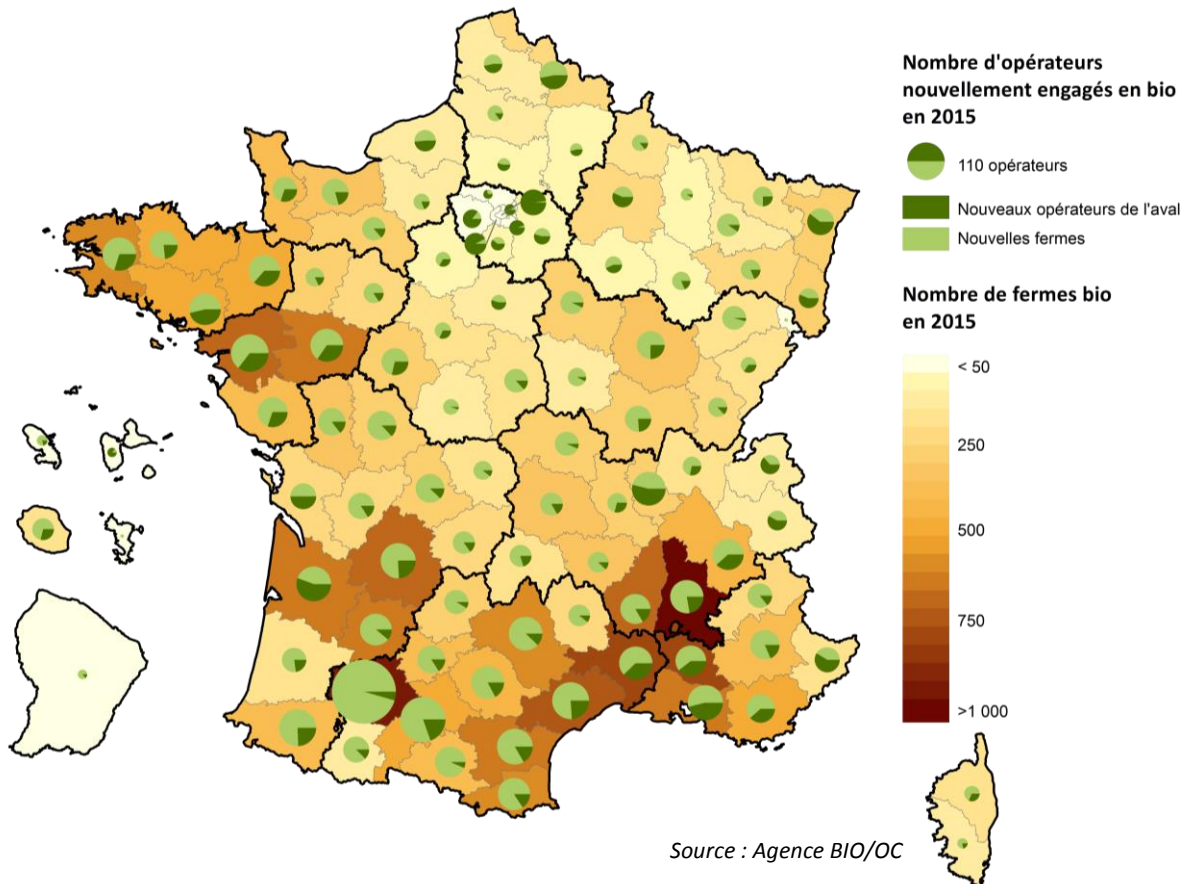 Nombre d'opérateurs
nouvellement engagés en bio
en 2015
110 opérateurs
Nouveaux opérateurs de l'aval
Nouvelles fermes
Nombre de fermes bio
en 2015
< 50
250
500
750
>1 000
Source : Agence BIO/OC